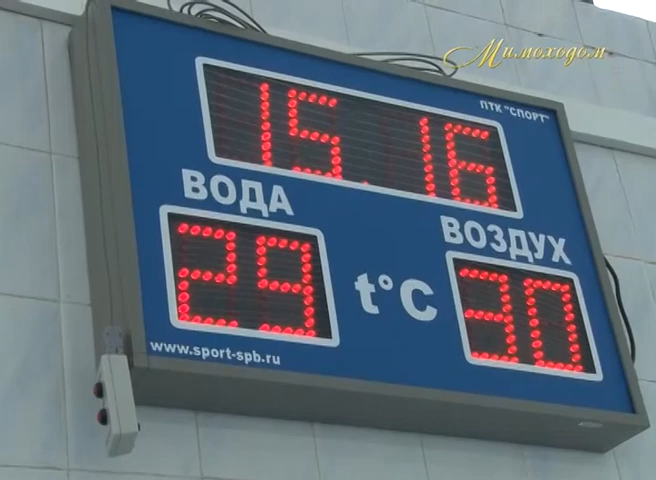 Мимоходом
ПТК "СПОРТ"
15.16
ВОДА
ВОЗДУХ
29
t°C
30
www.sport-spb.ru